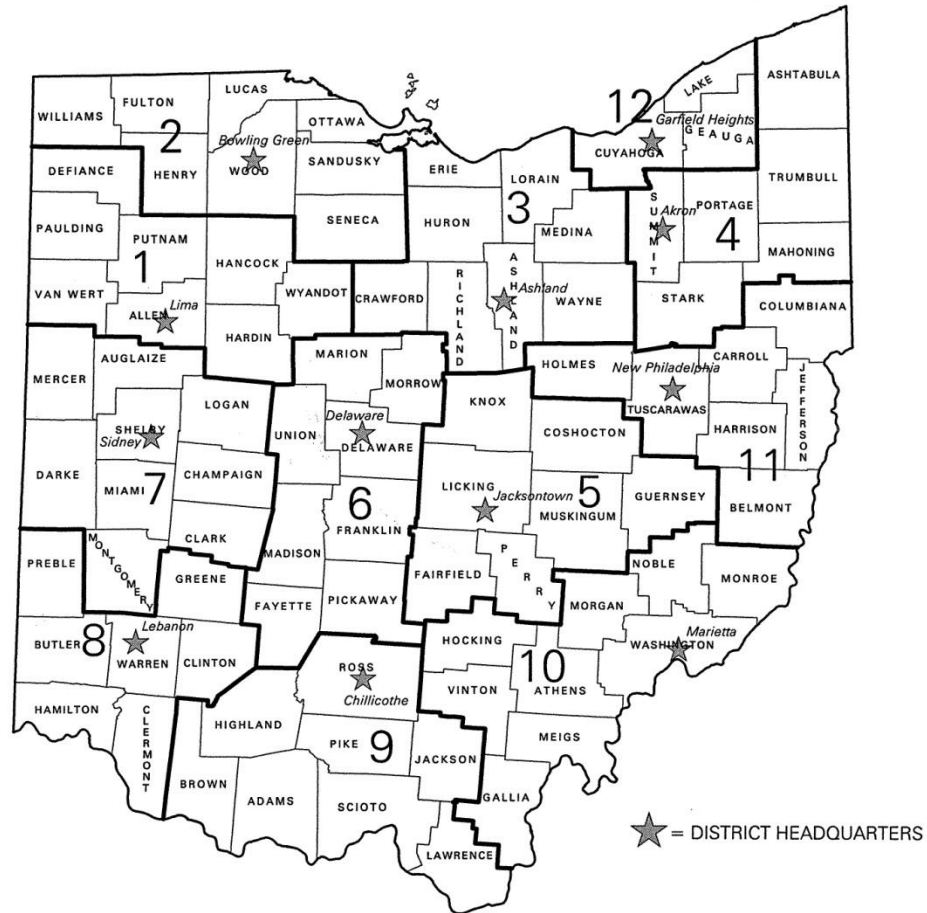 LAKE
ASHTABULA
LUCAS
12
FULTON
WILLIAMS
OTTAWA
Garfield Heights
GEAUGA
2
Bowling Green
CUYAHOGA
SANDUSKY
ERIE
LORAIN
DEFIANCE
HENRY
WOOD
TRUMBULL
3
SUMMIT
PORTAGE
Akron
4
PAULDING
SENECA
HURON
MEDINA
PUTNAM
MAHONING
1
HANCOCK
RICHLAND
ASHLAND
VAN WERT
WYANDOT
CRAWFORD
Ashland
WAYNE
STARK
ALLEN
Lima
COLUMBIANA
HARDIN
AUGLAIZE
MARION
HOLMES
CARROLL
MERCER
MORROW
New Philadelphia
JEFFERSON
KNOX
LOGAN
TUSCARAWAS
Delaware
SHELBY
Sidney
UNION
DELAWARE
COSHOCTON
HARRISON
11
DARKE
CHAMPAIGN
LICKING
MIAMI
7
Jacksontown
5
GUERNSEY
BELMONT
6
FRANKLIN
MUSKINGUM
CLARK
MADISON
PREBLE
MONTGOMERY
PERRY
NOBLE
GREENE
FAIRFIELD
MONROE
FAYETTE
PICKAWAY
MORGAN
Lebanon
Marietta
BUTLER
8
HOCKING
WASHINGTON
WARREN
CLINTON
ROSS
10
ATHENS
Chillicothe
VINTON
HAMILTON
CLERMONT
HIGHLAND
PIKE
9
MEIGS
JACKSON
BROWN
ADAMS
SCIOTO
GALLIA
= DISTRICT HEADQUARTERS
LAWRENCE